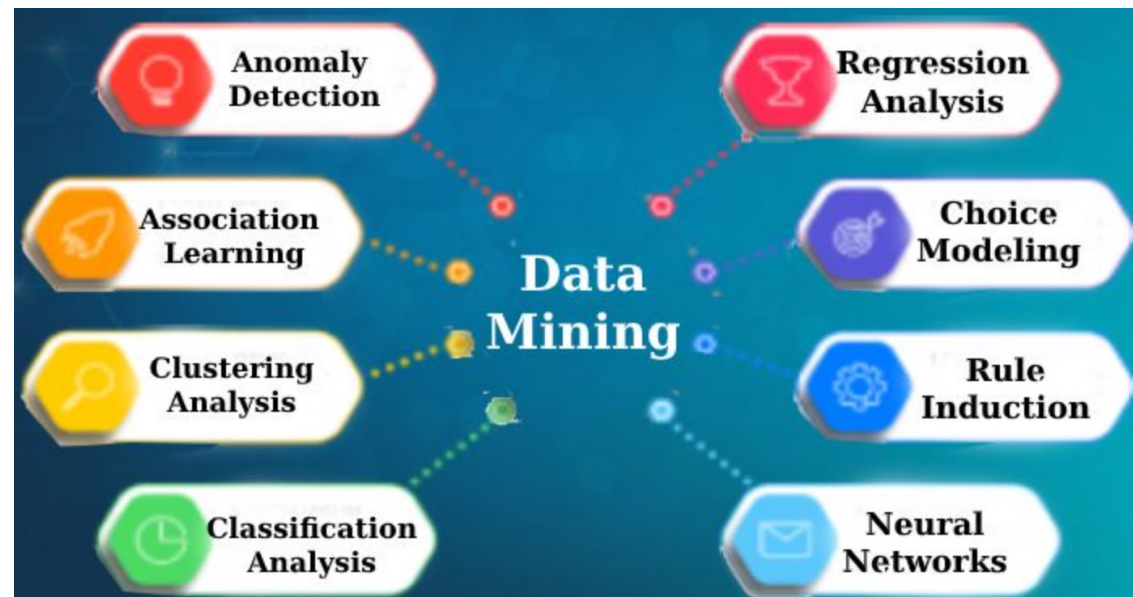 Anomaly
Detection
Association
Learning
Clustering
Analysis
Classification
Analysis
Data
Mining
Regression
Analysis
Choice
Modeling
Rule
Induction
Neural
Networks